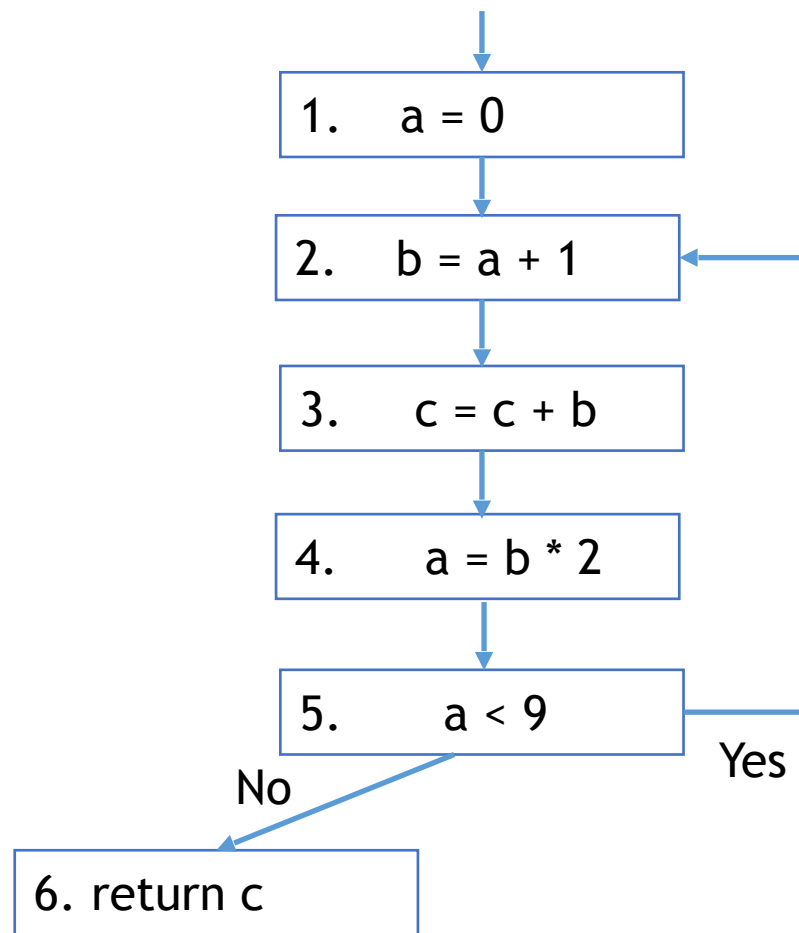 1. a = 0
2. b = a + 1
3. c = c + b
4. a = b * 2
5. a < 9
Yes
No
6. return c